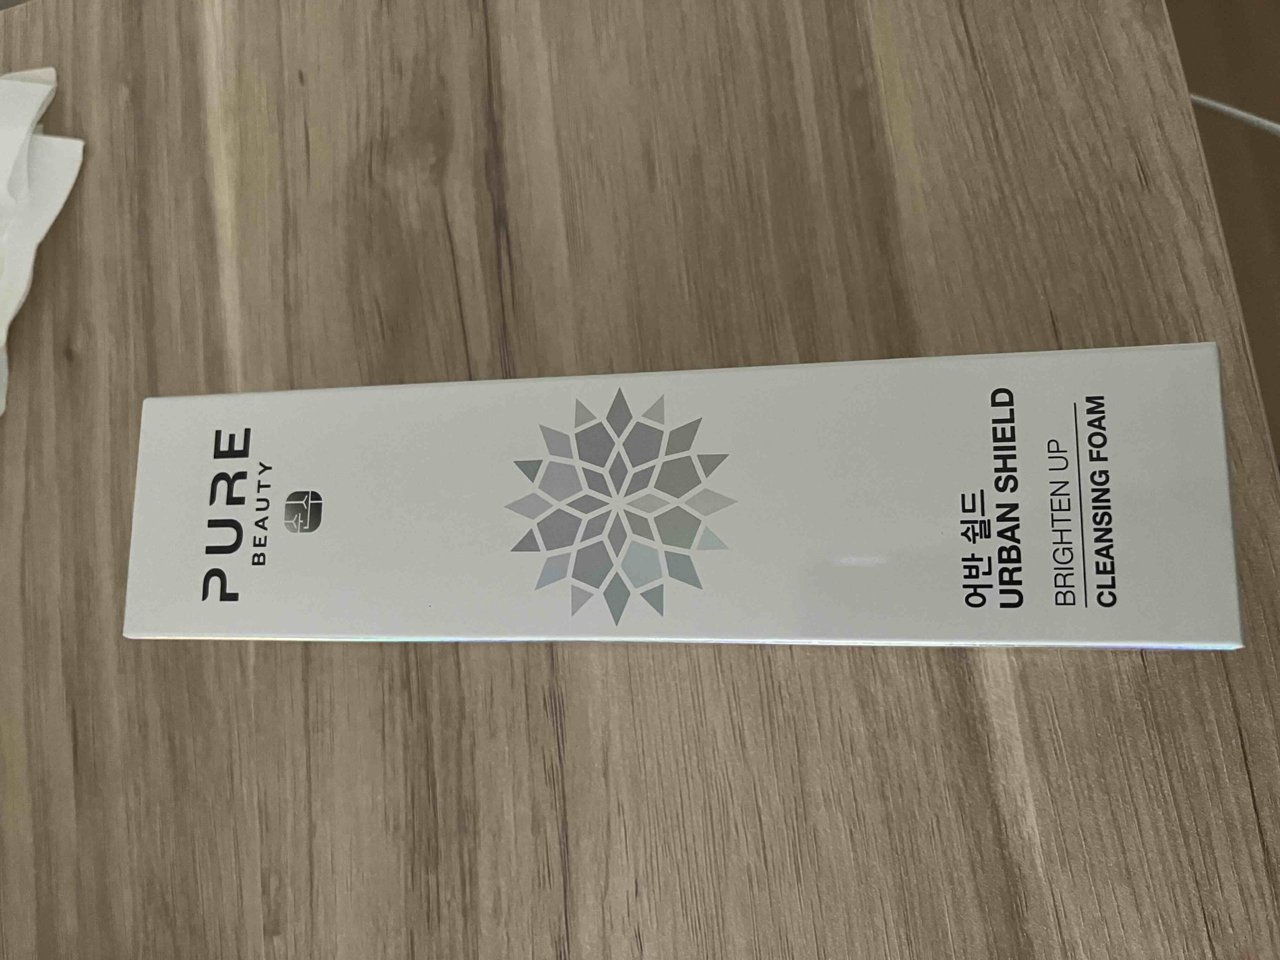 PURE
BEAUTY
어반 쉴드
URBAN SHIELD
BRIGHTEN UP
CLEANSING FOAM